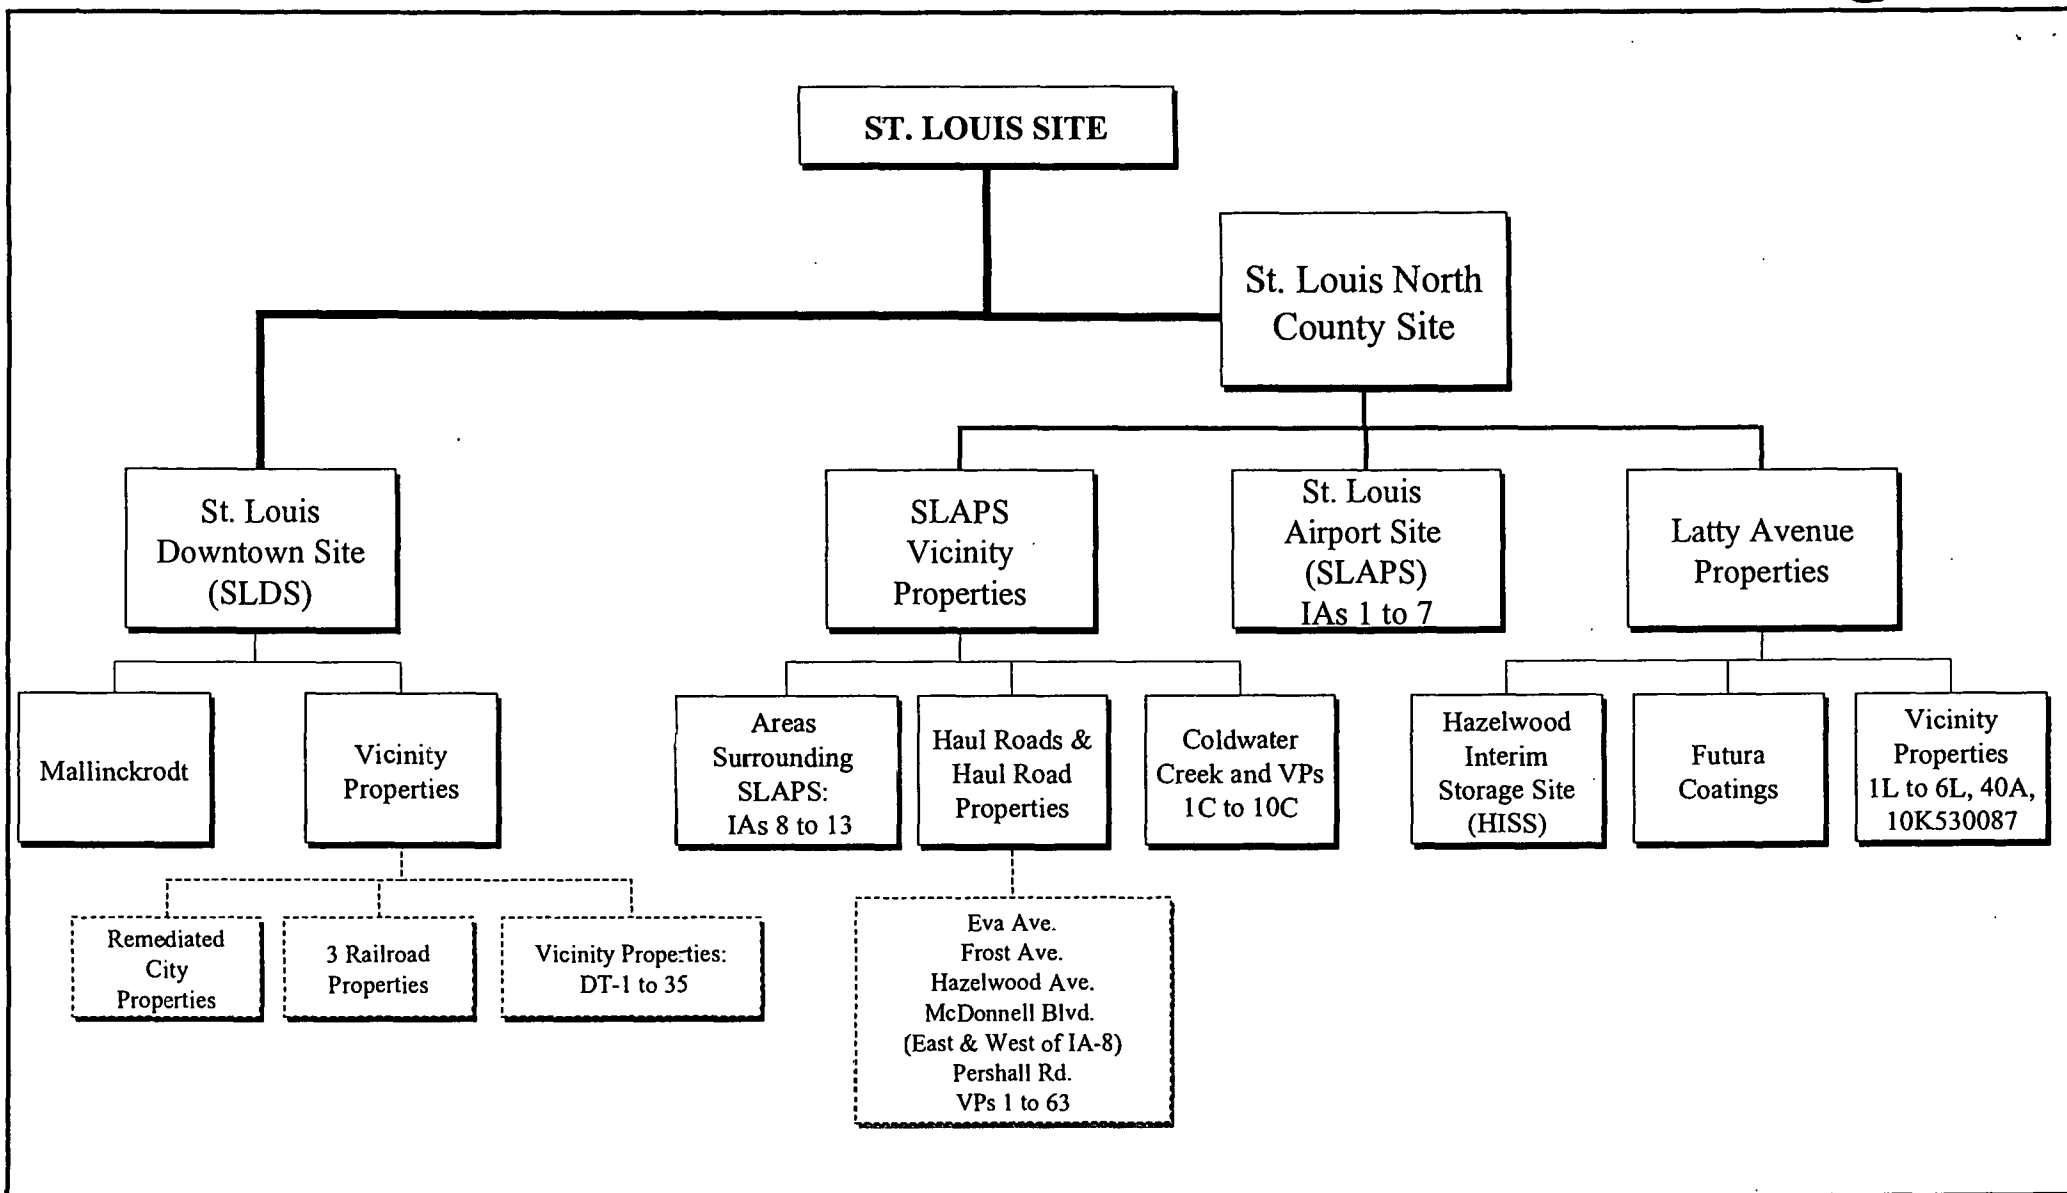 ST. LOUIS SITE
St. Louis North
County Site
St. Louis
Downtown Site
(SLDS)
SLAPS
Vicinity
Properties
St. Louis
Airport Site
(SLAPS)
IAs 1 to 7
Latty Avenue
Properties
Mallinckrodt
Vicinity
Properties
Areas
Surrounding
SLAPS:
IAs 8 to 13
Haul Roads &
Haul Road
Properties
Coldwater
Creek and VPs
1C to 10C
Hazelwood
Interim
Storage Site
(HISS)
Futura
Coatings
Vicinity
Properties
1L to 6L, 40A,
10K530087
Remediated
City
Properties
3 Railroad
Properties
Vicinity Properties:
DT-1 to 35
Eva Ave.
Frost Ave.
Hazelwood Ave.
McDonnell Blvd.
(East & West of IA-8)
Pershall Rd.
VPs 1 to 63